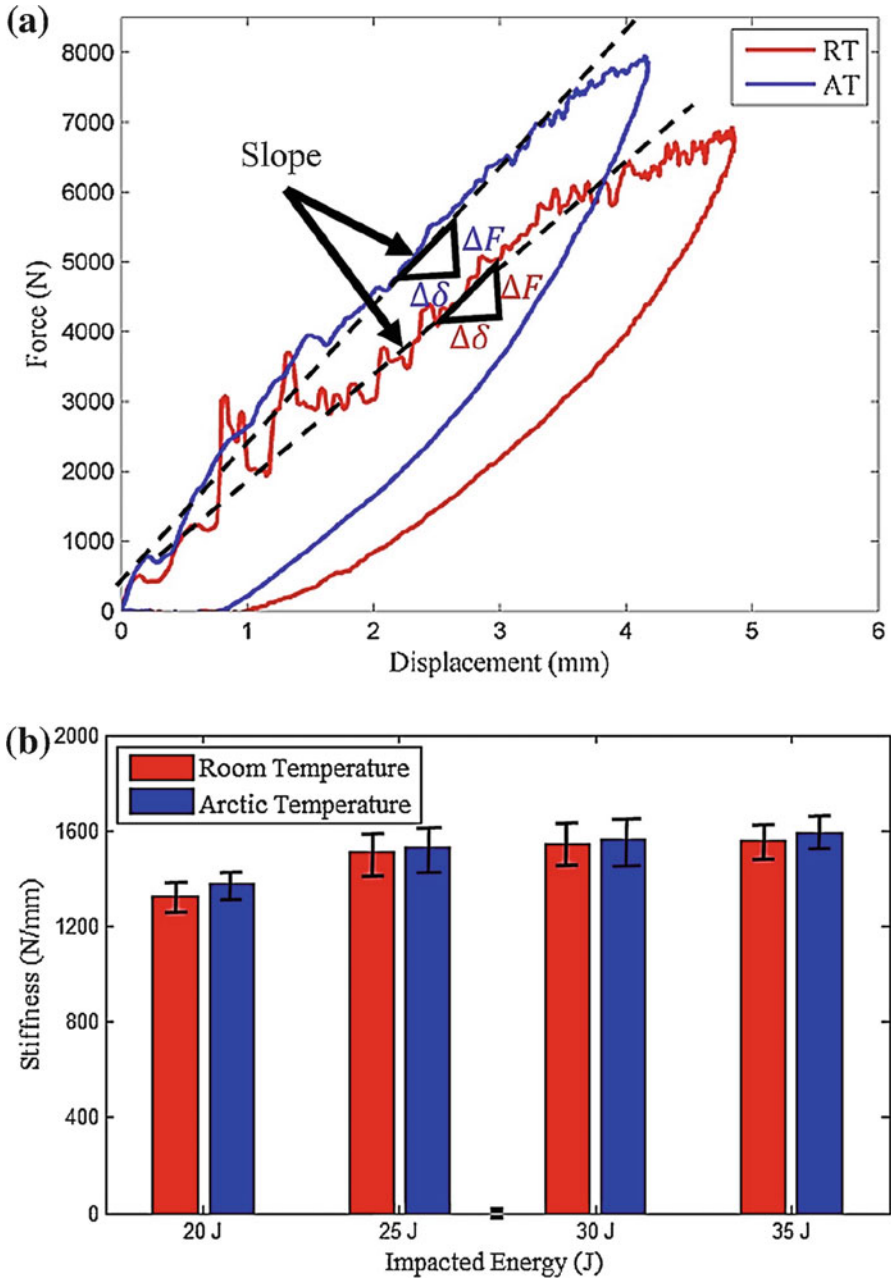 (a)
8000
7000
6000
5000
4000
3000
2000
1000
0
Force (N)
RT
AT
Slope
ΔF
Δδ
ΔF
Δδ
0 1 2 3 4 5 6
Displacement (mm)
(b)
2000
1600
1200
800
400
0
Stiffness (N/mm)
Room Temperature
Arctic Temperature
20 J 25 J 30 J 35 J
Impacted Energy (J)